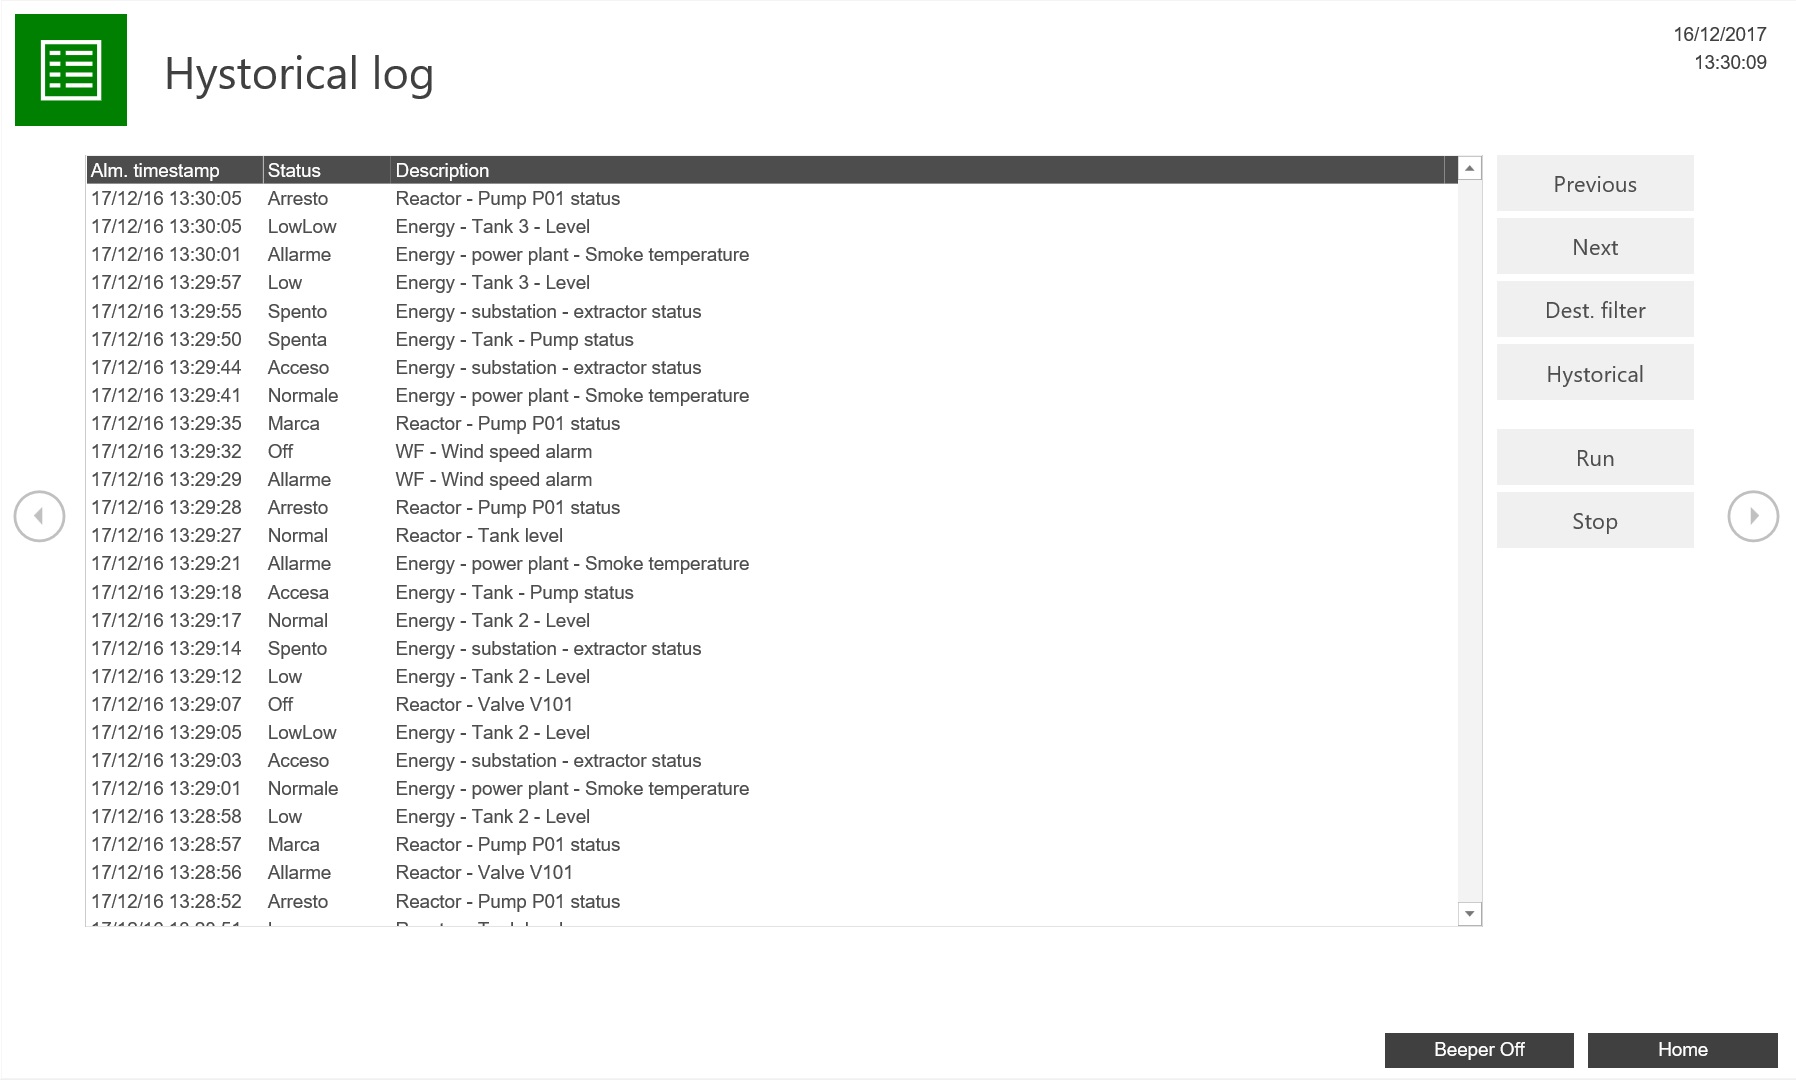 Hystorical log
16/12/2017
13:30:09
Alm. timestamp Status Description
17/12/16 13:30:05 Arresto Reactor - Pump P01 status
17/12/16 13:30:05 LowLow Energy - Tank 3 - Level
17/12/16 13:30:01 Allarme Energy - power plant - Smoke temperature
17/12/16 13:29:57 Low Energy - Tank 3 - Level
17/12/16 13:29:55 Spento Energy - substation - extractor status
17/12/16 13:29:50 Spenta Energy - Tank - Pump status
17/12/16 13:29:44 Acceso Energy - substation - extractor status
17/12/16 13:29:41 Normale Energy - power plant - Smoke temperature
17/12/16 13:29:35 Marca Reactor - Pump P01 status
17/12/16 13:29:32 Off WF - Wind speed alarm
17/12/16 13:29:29 Allarme WF - Wind speed alarm
17/12/16 13:29:28 Arresto Reactor - Pump P01 status
17/12/16 13:29:27 Normal Reactor - Tank level
17/12/16 13:29:21 Allarme Energy - power plant - Smoke temperature
17/12/16 13:29:18 Accesa Energy - Tank - Pump status
17/12/16 13:29:17 Normal Energy - Tank 2 - Level
17/12/16 13:29:14 Spento Energy - substation - extractor status
17/12/16 13:29:12 Low Energy - Tank 2 - Level
17/12/16 13:29:07 Off Reactor - Valve V101
17/12/16 13:29:05 LowLow Energy - Tank 2 - Level
17/12/16 13:29:03 Acceso Energy - substation - extractor status
17/12/16 13:29:01 Normale Energy - power plant - Smoke temperature
17/12/16 13:28:58 Low Energy - Tank 2 - Level
17/12/16 13:28:57 Marca Reactor - Pump P01 status
17/12/16 13:28:56 Allarme Reactor - Valve V101
17/12/16 13:28:52 Arresto Reactor - Pump P01 status
Previous
Next
Dest. filter
Hystorical
Run
Stop
Beeper Off
Home